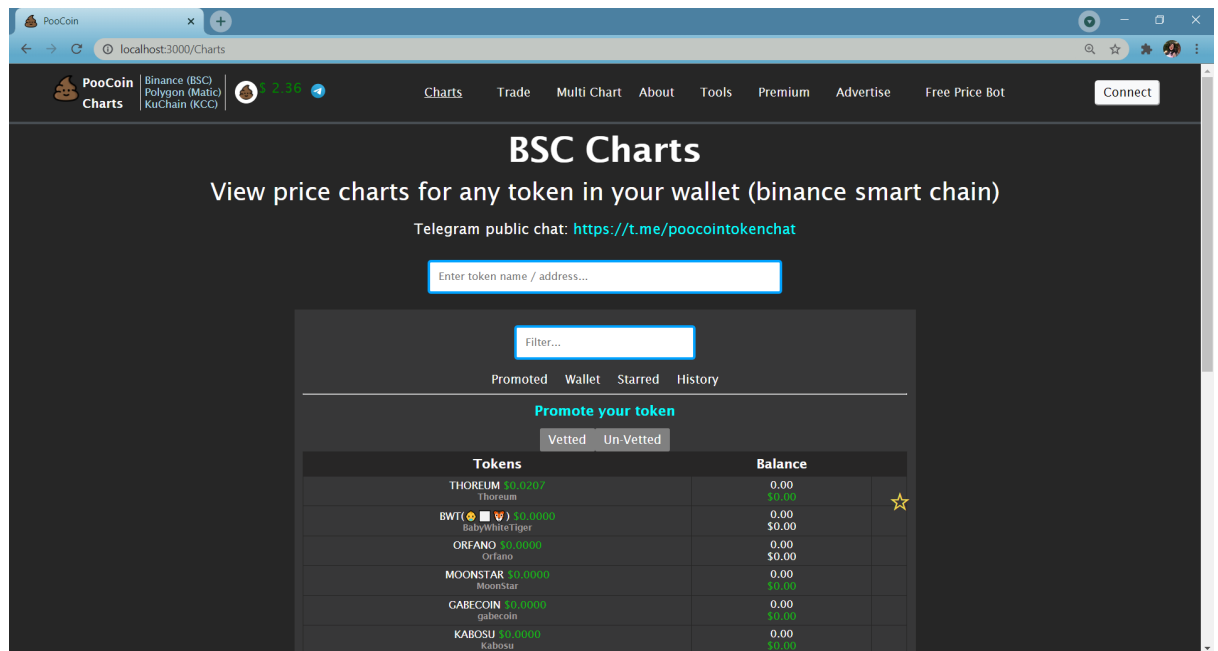 PooCoin
localhost:3000/Charts
PooCoin
Charts
Binance (BSC)
Polygon (Matic)
KuChain (KCC)
$ 2.36
Charts Trade Multi Chart About Tools Premium Advertise Free Price Bot
Connect
BSC Charts
View price charts for any token in your wallet (binance smart chain)
Telegram public chat: https://t.me/poocointokenchat
Enter token name / address...
Filter...
Promoted Wallet Starred History
Promote your token
Vetted Un-Vetted
Tokens Balance
THOREUM $0.0207 0.00
Thoreum $0.00
BWT(👶⬜🐯) $0.0000 0.00
BabyWhiteTiger $0.00
ORFANO $0.0000 0.00
Orfano $0.00
MOONSTAR $0.0000 0.00
MoonStar $0.00
GABECOIN $0.0000 0.00
gabecoin $0.00
KABOSU $0.0000 0.00
Kabosu $0.00